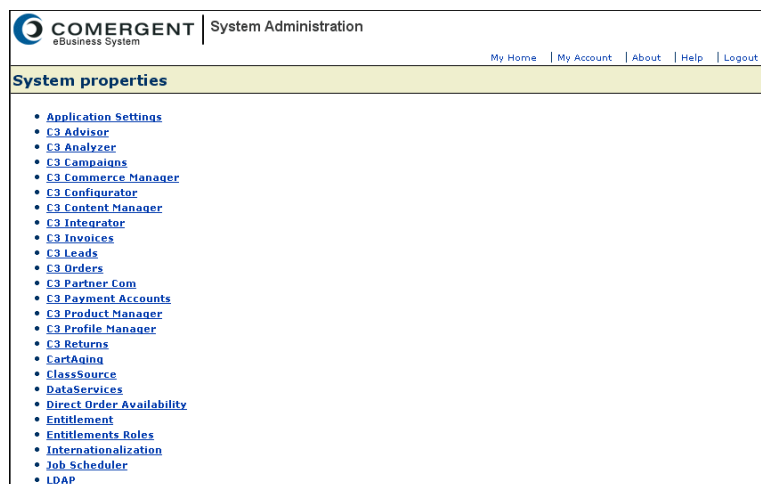 COMERGENT
eBusiness System
System Administration
My Home | My Account | About | Help | Logout
System properties
Application Settings
C3 Advisor
C3 Analyzer
C3 Campaigns
C3 Commerce Manager
C3 Configurator
C3 Content Manager
C3 Integrator
C3 Invoices
C3 Leads
C3 Orders
C3 Partner Com
C3 Payment Accounts
C3 Product Manager
C3 Profile Manager
C3 Returns
CartAging
ClassSource
DataServices
Direct Order Availability
Entitlement
Entitlements Roles
Internationalization
Job Scheduler
LDAP